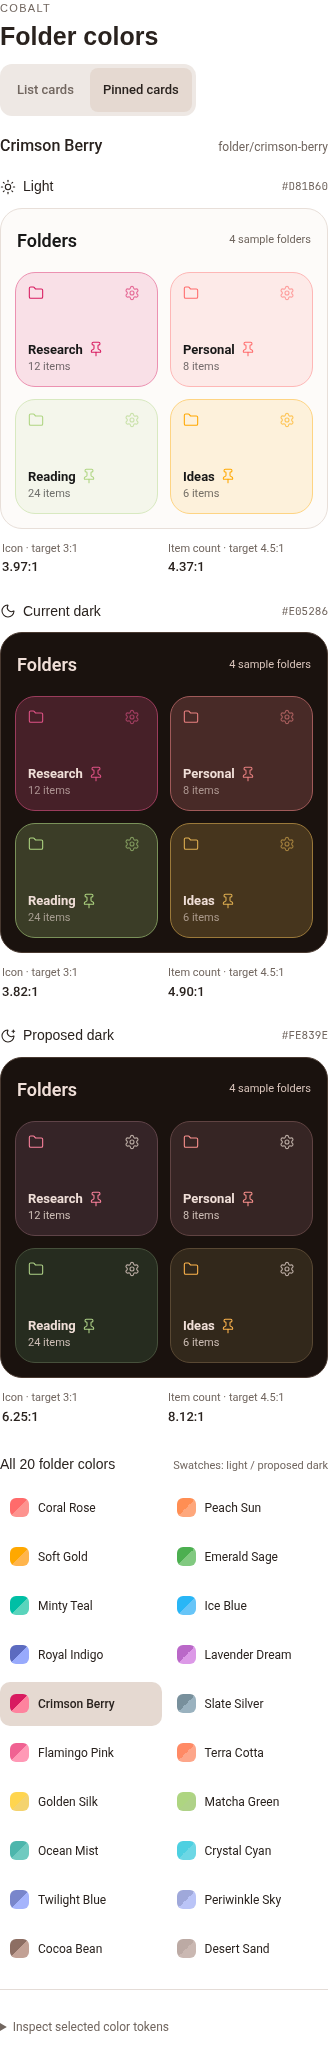 COBALT
Folder colors
List cards
Pinned cards
Crimson Berry
folder/crimson-berry
Light
#D81B60
Folders
4 sample folders
Research
12 items
Personal
8 items
Reading
24 items
Ideas
6 items
Icon · target 3:1
Item count · target 4.5:1
3.97:1
4.37:1
Current dark
#E05286
Folders
4 sample folders
Research
12 items
Personal
8 items
Reading
24 items
Ideas
6 items
Icon · target 3:1
Item count · target 4.5:1
3.82:1
4.90:1
Proposed dark
#FE839E
Folders
4 sample folders
Research
12 items
Personal
8 items
Reading
24 items
Ideas
6 items
Icon · target 3:1
Item count · target 4.5:1
6.25:1
8.12:1
All 20 folder colors
Swatches: light / proposed dark
Coral Rose
Peach Sun
Soft Gold
Emerald Sage
Minty Teal
Ice Blue
Royal Indigo
Lavender Dream
Crimson Berry
Slate Silver
Flamingo Pink
Terra Cotta
Golden Silk
Matcha Green
Ocean Mist
Crystal Cyan
Twilight Blue
Periwinkle Sky
Cocoa Bean
Desert Sand
Inspect selected color tokens